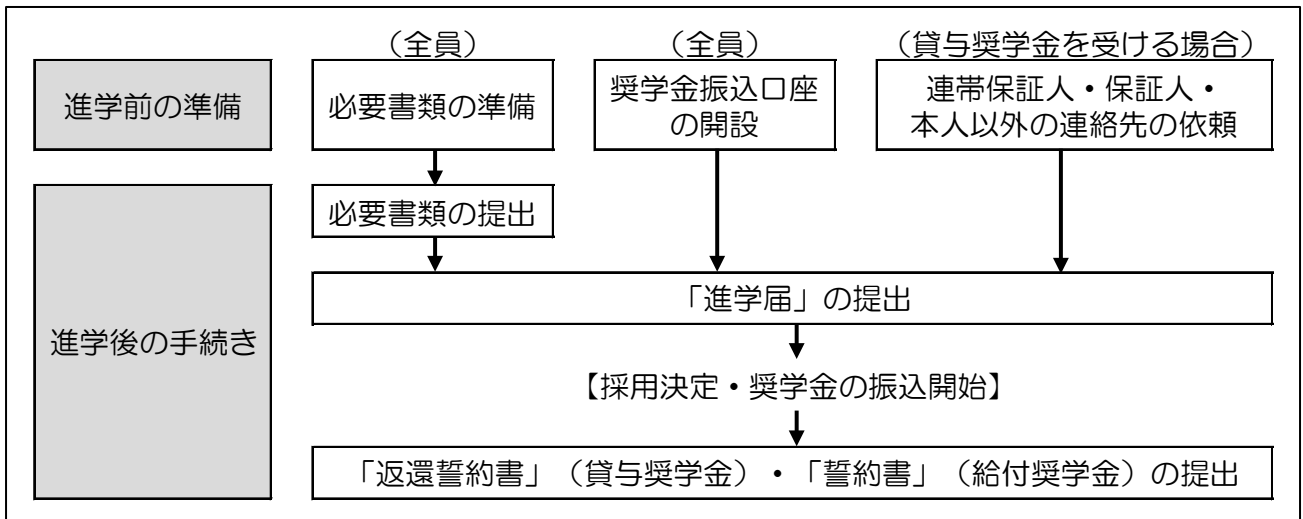 （全員）
（全員）
（貸与奨学金を受ける場合）
進学前の準備
必要書類の準備
奨学金振込口座
の開設
連帯保証人・保証人・
本人以外の連絡先の依頼
進学後の手続き
必要書類の提出
「進学届」の提出
【採用決定・奨学金の振込開始】
「返還誓約書」（貸与奨学金）・「誓約書」（給付奨学金）の提出